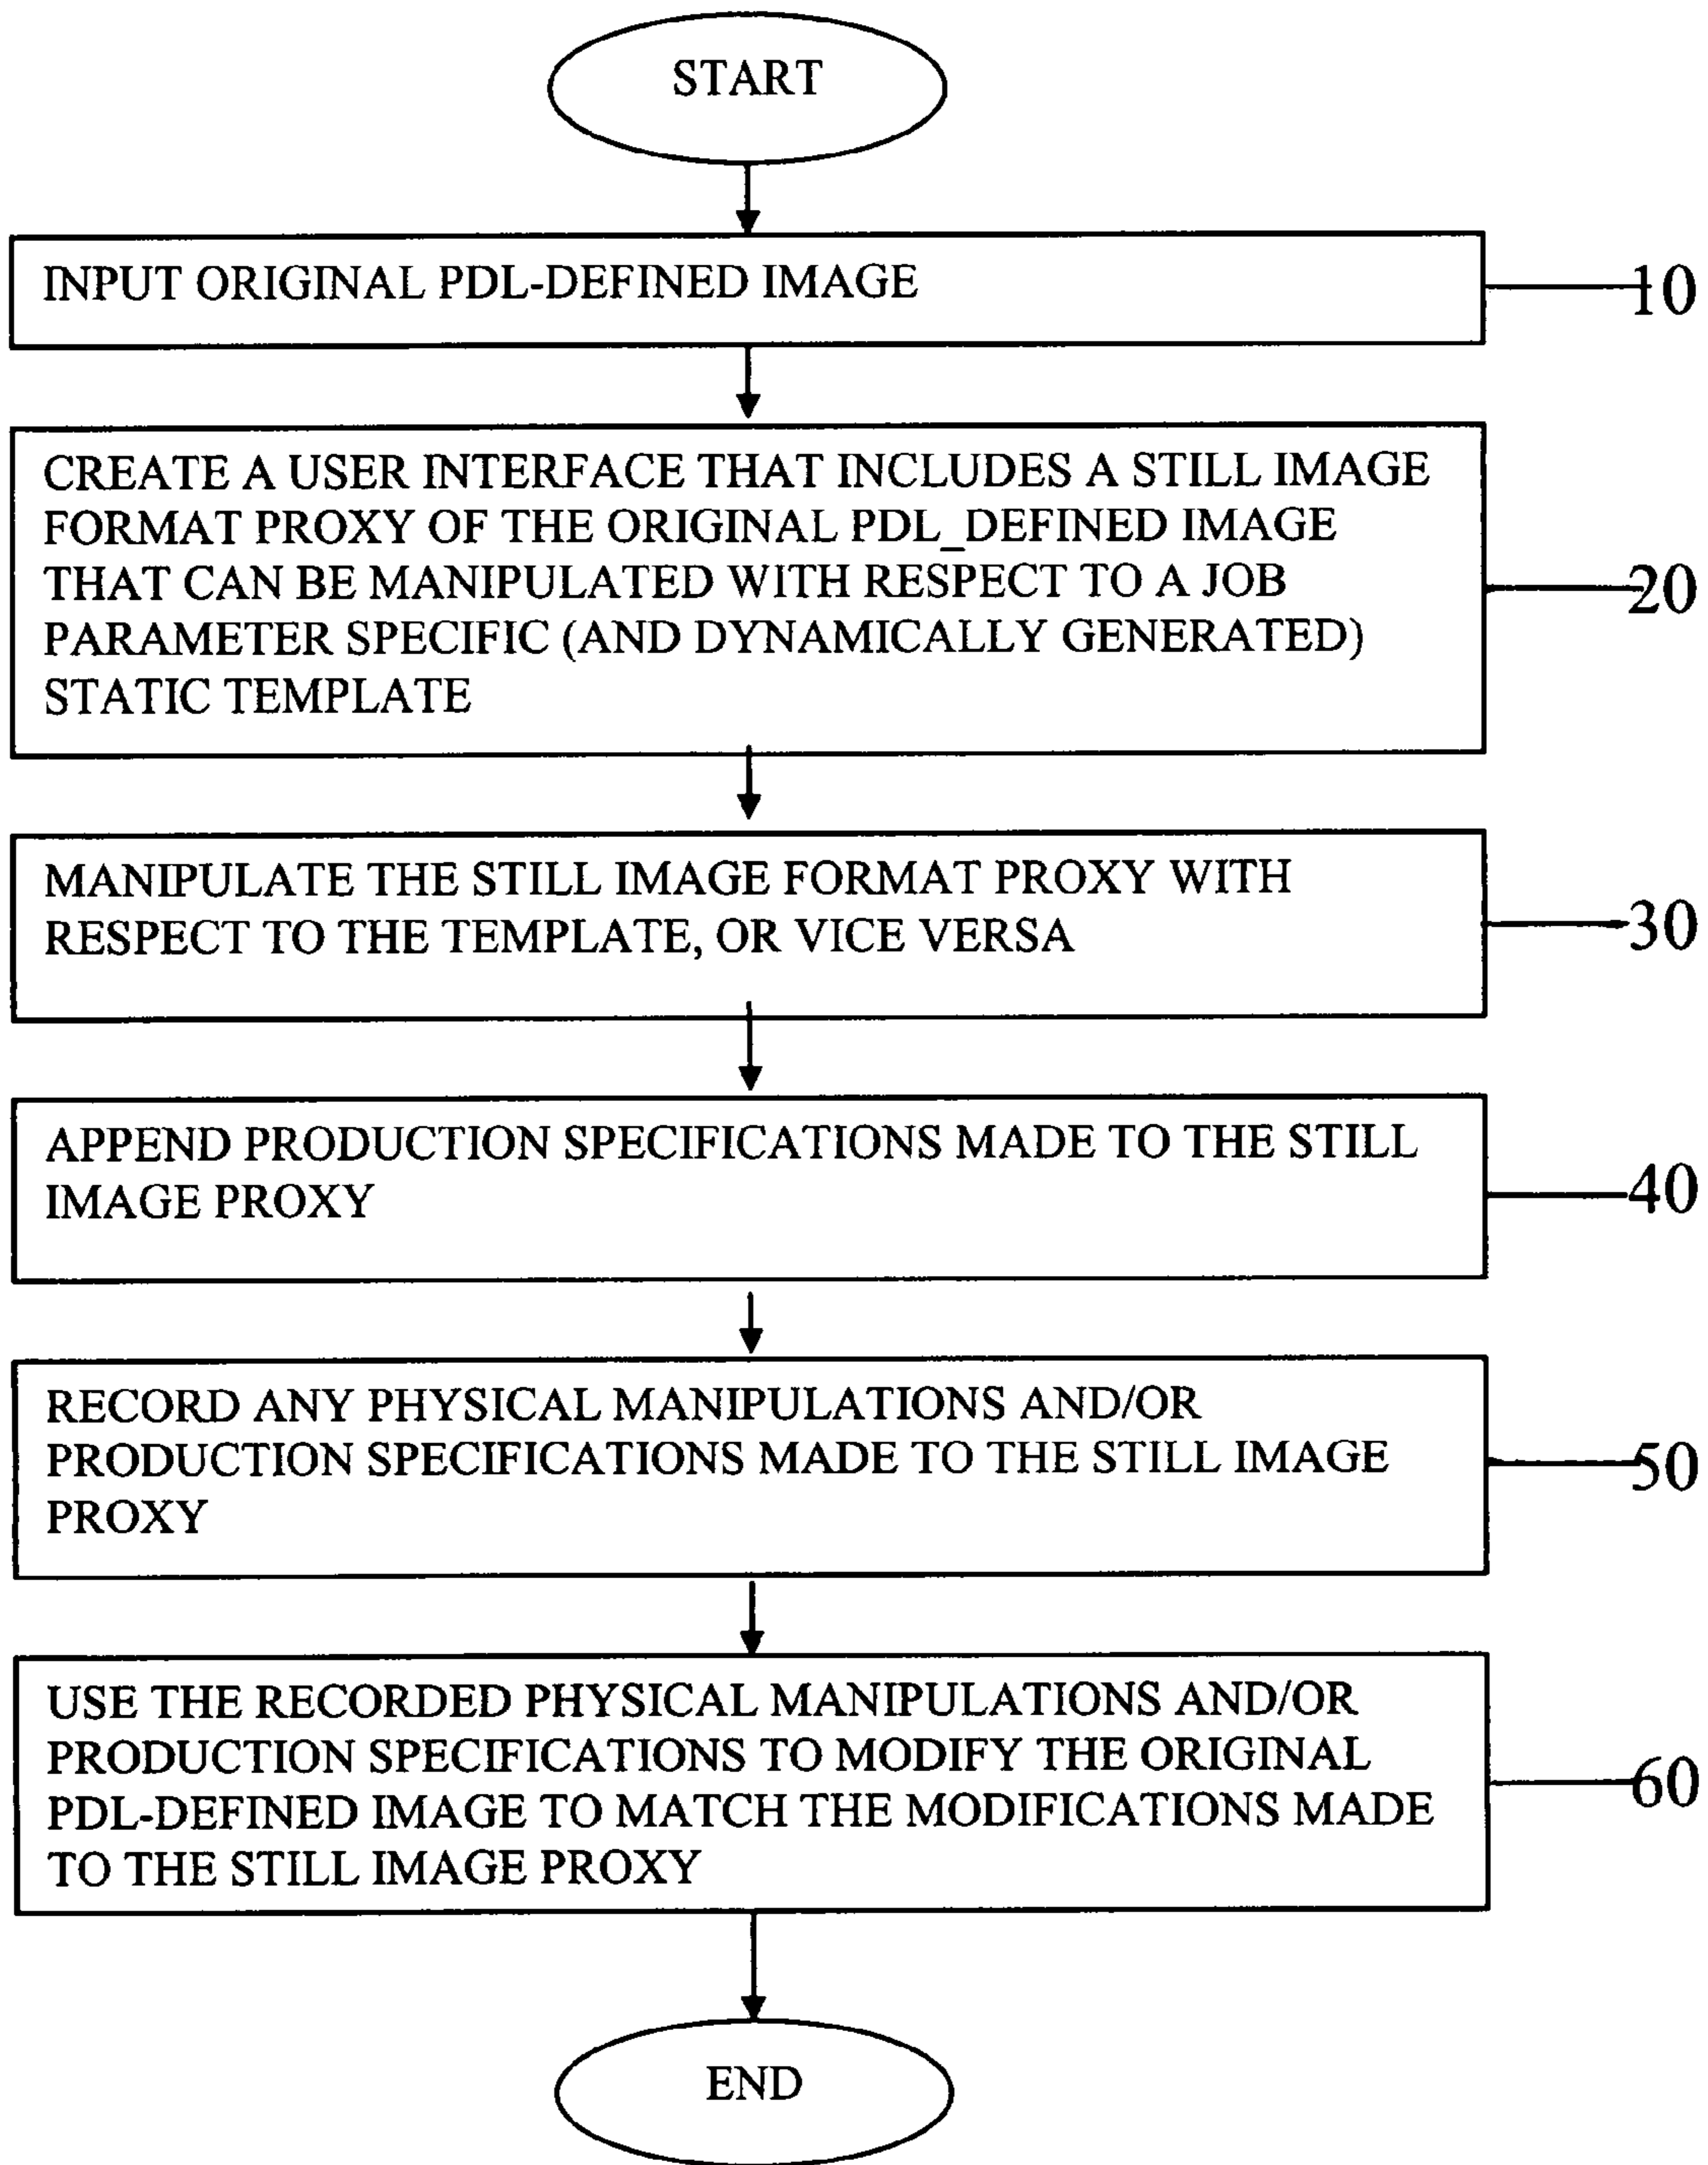 START
INPUT ORIGINAL PDL-DEFINED IMAGE
10
CREATE A USER INTERFACE THAT INCLUDES A STILL IMAGE
FORMAT PROXY OF THE ORIGINAL PDL_DEFINED IMAGE
THAT CAN BE MANIPULATED WITH RESPECT TO A JOB
PARAMETER SPECIFIC (AND DYNAMICALLY GENERATED)
STATIC TEMPLATE
20
MANIPULATE THE STILL IMAGE FORMAT PROXY WITH
RESPECT TO THE TEMPLATE, OR VICE VERSA
30
APPEND PRODUCTION SPECIFICATIONS MADE TO THE STILL
IMAGE PROXY
40
RECORD ANY PHYSICAL MANIPULATIONS AND/OR
PRODUCTION SPECIFICATIONS MADE TO THE STILL IMAGE
PROXY
50
USE THE RECORDED PHYSICAL MANIPULATIONS AND/OR
PRODUCTION SPECIFICATIONS TO MODIFY THE ORIGINAL
PDL-DEFINED IMAGE TO MATCH THE MODIFICATIONS MADE
TO THE STILL IMAGE PROXY
60
END